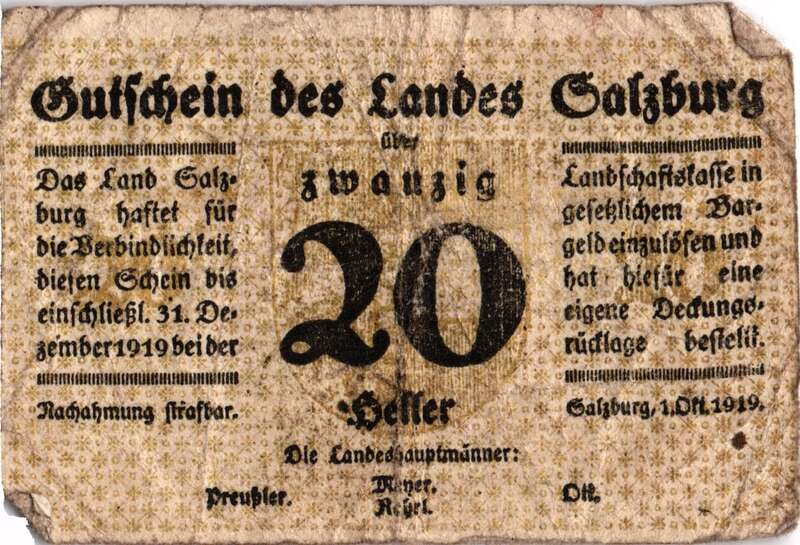 Gutschein des Landes Salzburg
über
zwanzig
20
Heller
Das Land Salz-
burg haftet für
die Verbindlichkeit,
diesen Schein bis
einschließl. 31. De-
zember 1919 bei der
Landschaftskasse in
gesetzlichem Bar-
geld einzulösen und
hat hiefür eine
eigene Deckungs-
rücklage bestellt.
Nachahmung strafbar.
Salzburg, 1. Okt. 1919.
Die Landeshauptmänner:
Preußler. Meyer. Ott.
Rehrl.